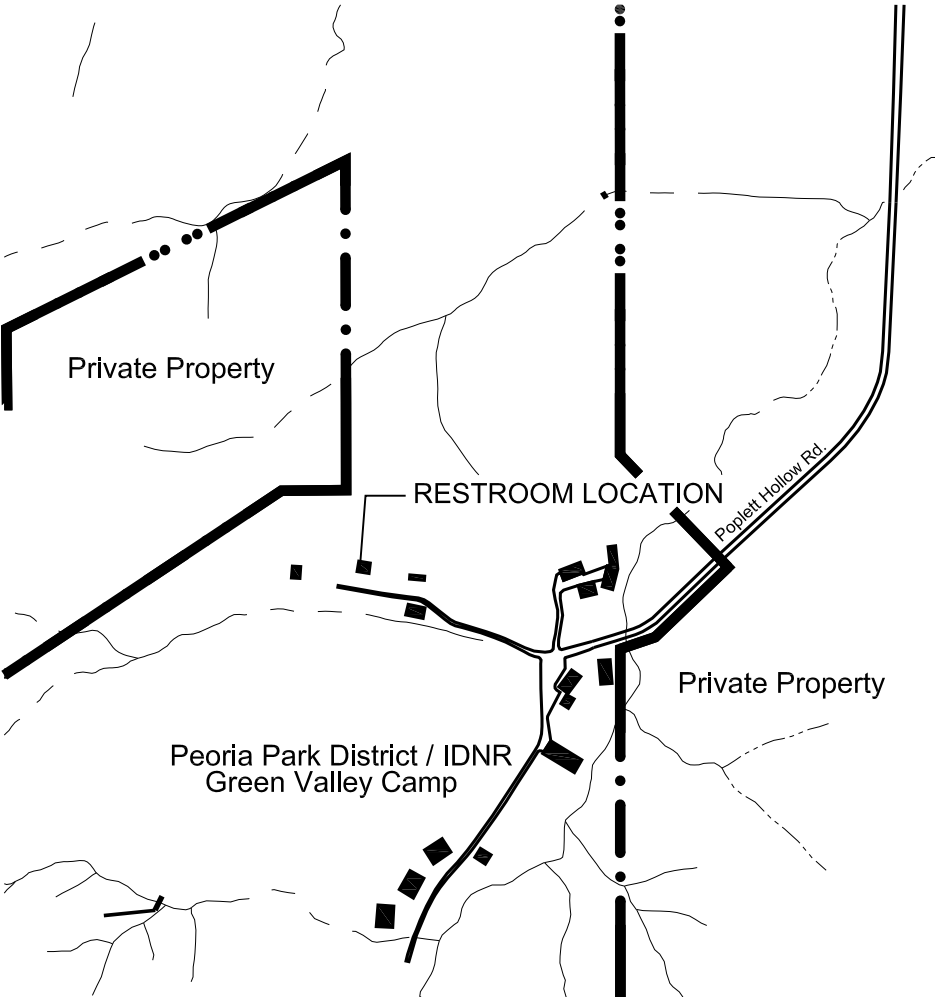 Private Property
RESTROOM LOCATION
Poplett Hollow Rd.
Private Property
Peoria Park District / IDNR
Green Valley Camp